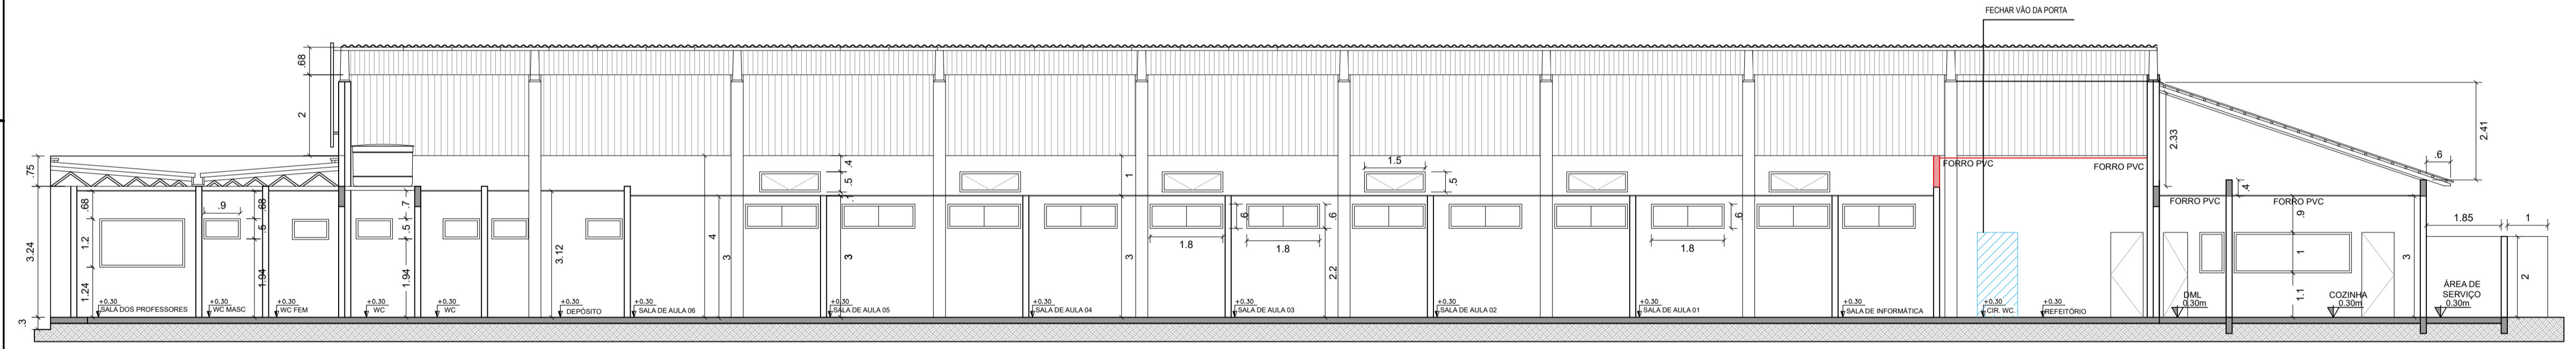 FECHAR VÃO DA PORTA
.68
2
.75
3.24
.3
.68
1.2
1.24
.9
.68
.5
1.94
.7
.5
1.94
3.12
4
3
.4
.5
.1
3
1
3
.6
1.8
1.8
.6
2.2
1.5
.5
1.8
.6
FORRO PVC
FORRO PVC
2.33
2.41
.6
.4
FORRO PVC
FORRO PVC
.9
1
1.1
3
1.85
1
2
+0.30
SALA DOS PROFESSORES
+0.30
WC MASC
+0.30
WC FEM
+0.30
WC
+0.30
WC
+0.30
DEPÓSITO
+0.30
SALA DE AULA 06
+0.30
SALA DE AULA 05
+0.30
SALA DE AULA 04
+0.30
SALA DE AULA 03
+0.30
SALA DE AULA 02
+0.30
SALA DE AULA 01
+0.30
SALA DE INFORMÁTICA
+0.30
CIR. WC.
+0.30
REFEITÓRIO
DML
0.30m
COZINHA
0.30m
ÁREA DE
SERVIÇO
0.30m